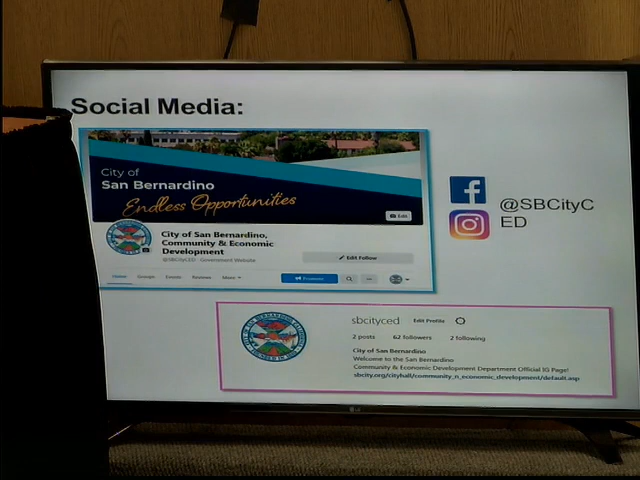 Social Media:
City of
San Bernardino
Endless Opportunities
Edit
City of San Bernardino,
Community & Economic
Development
@SBCityCED · Government Website
Edit Follow
Home Groups Events Reviews More
Promote
@SBCityC
ED
sbcityced Edit Profile
2 posts 62 followers 2 following
City of San Bernardino
Welcome to the San Bernardino
Community & Economic Development Department Official IG Page!
sbcity.org/cityhall/community_n_economic_development/default.asp
LG